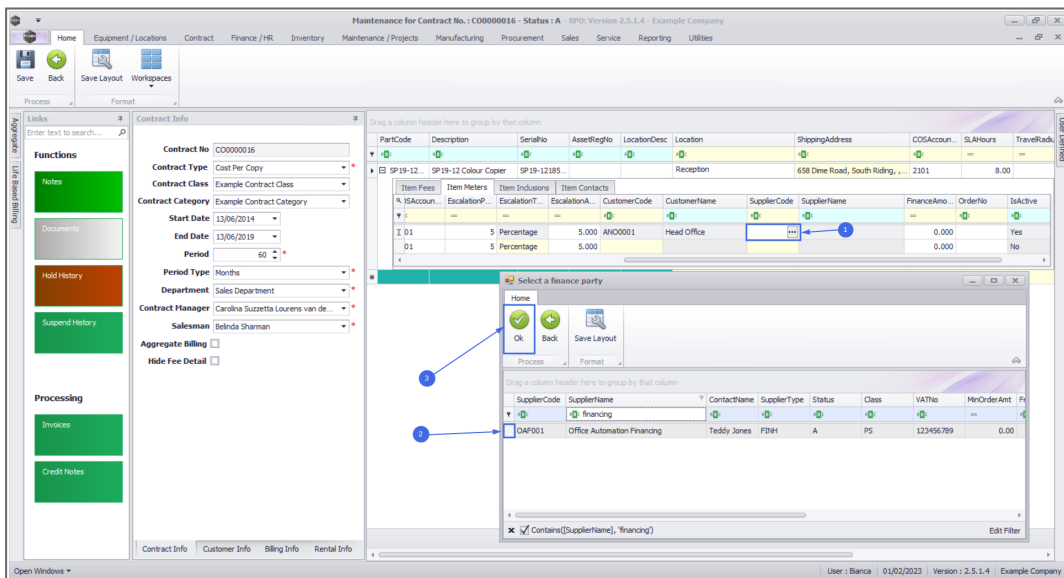 Maintenance for Contract No. : CO0000016 - Status : A - BPO: Version 2.5.1.4 - Example Company
Home Equipment / Locations Contract Finance / HR Inventory Maintenance / Projects Manufacturing Procurement Sales Service Reporting Utilities
Save Back Save Layout Workspaces
Process Format
Aggregate
Life Based Billing
Links
Enter text to search...
Functions
Notes
Documents
Hold History
Suspend History
Processing
Invoices
Credit Notes
Contract Info
Contract No CO0000016
Contract Type Cost Per Copy *
Contract Class Example Contract Class *
Contract Category Example Contract Category *
Start Date 13/06/2014
End Date 13/06/2019
Period 60 *
Period Type Months *
Department Sales Department *
Contract Manager Carolina Suzzetta Lourens van de... *
Salesman Belinda Sharman *
Aggregate Billing
Hide Fee Detail
Contract Info Customer Info Billing Info Rental Info
Drag a column header here to group by that column
PartCode Description SerialNo AssetRegNo LocationDesc Location ShippingAddress COSAccoun... SLAHours TravelRadiu
= =
SP19-12... SP19-12 Colour Copier SP19-12185... Reception 658 Dime Road, South Riding, ,... 2101 8.00
Item Fees Item Meters Item Inclusions Item Contacts
ISAccoun... EscalationP... EscalationT... EscalationA... CustomerCode CustomerName SupplierCode SupplierName FinanceAmo... OrderNo IsActive
01 5 Percentage 5.000 ANO0001 Head Office ... 1 0.000 Yes
01 5 Percentage 5.000 0.000 No
User Defined
Select a finance party
Home
Ok Back Save Layout
Process Format
3
Drag a column header here to group by that column
SupplierCode SupplierName ContactName SupplierType Status Class VATNo MinOrderAmt Fr
financing =
2
OAF001 Office Automation Financing Teddy Jones FINH A PS 123456789 0.00
Contains([SupplierName], 'financing') Edit Filter
Open Windows User : Bianca 01/02/2023 Version : 2.5.1.4 Example Company